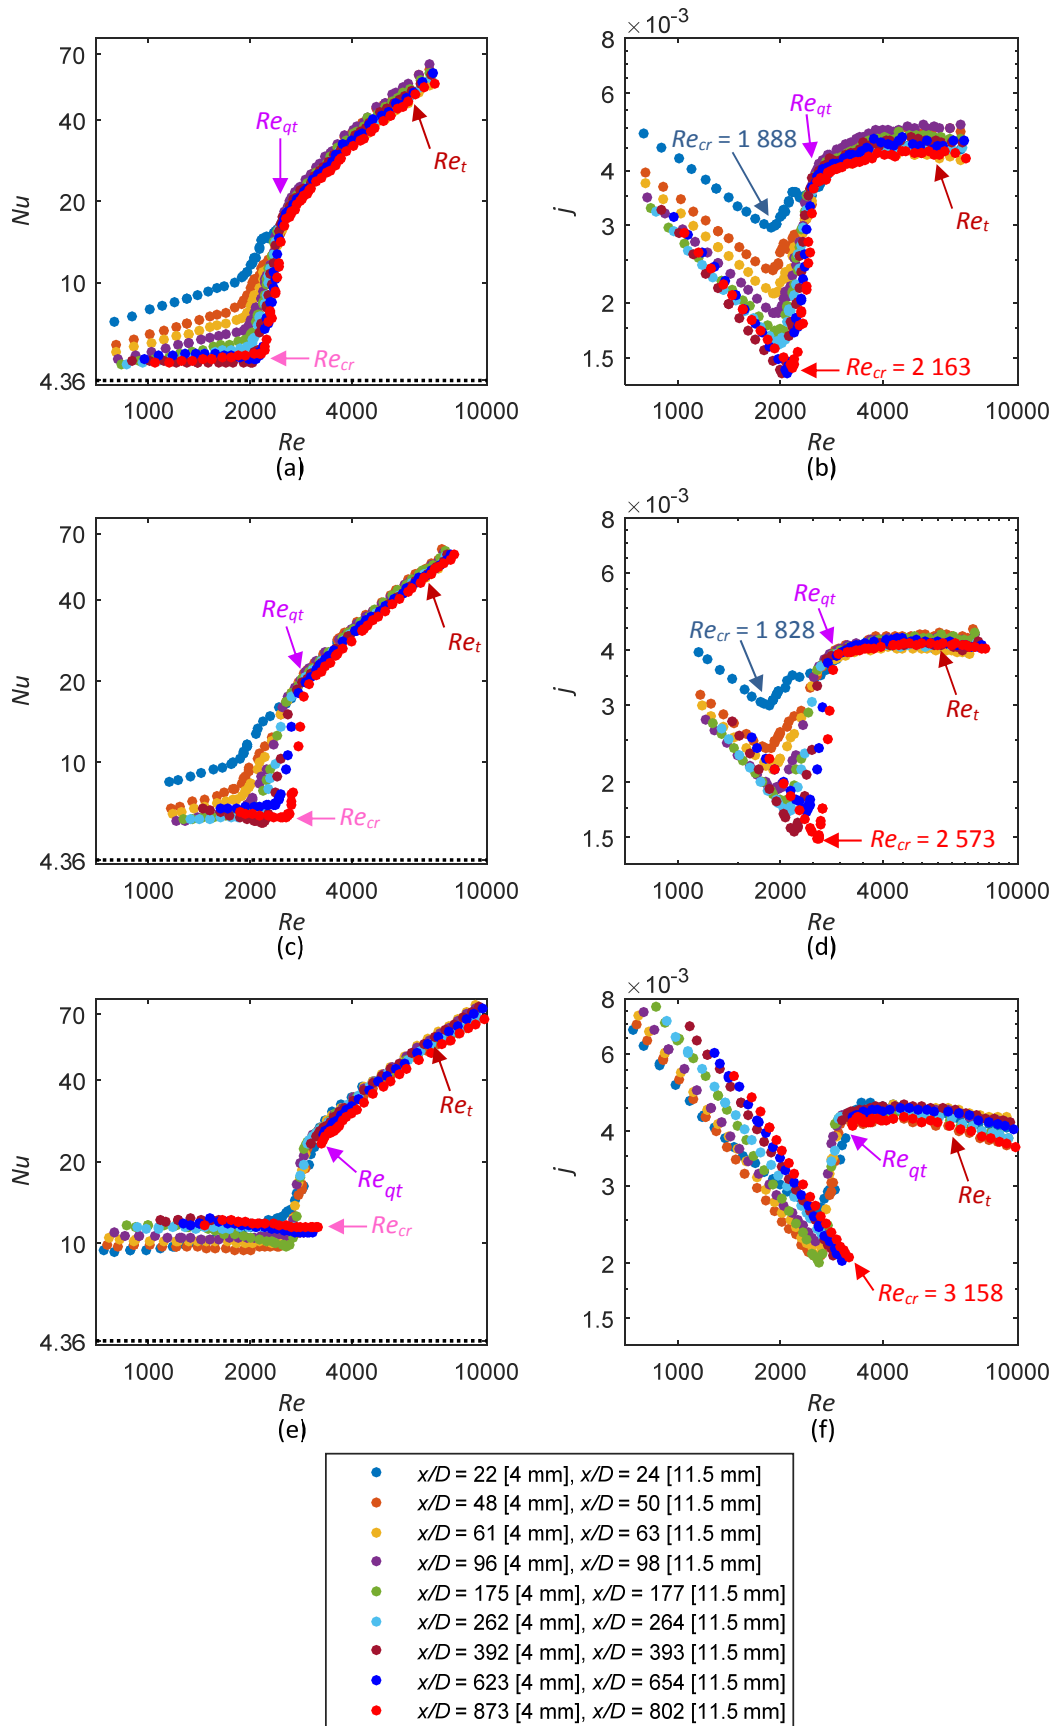 70
40
20
10
4.36
Nu
Re_qt
Re_t
Re_cr
1000 2000 4000 10000
Re
(a)
× 10⁻³
8
6
4
3
2
1.5
j
Re_qt
Re_cr = 1 888
Re_t
Re_cr = 2 163
1000 2000 4000 10000
Re
(b)
70
40
20
10
4.36
Nu
Re_qt
Re_t
Re_cr
1000 2000 4000 10000
Re
(c)
× 10⁻³
8
6
4
3
2
1.5
j
Re_qt
Re_cr = 1 828
Re_t
Re_cr = 2 573
1000 2000 4000 10000
Re
(d)
70
40
20
10
4.36
Nu
Re_t
Re_qt
Re_cr
1000 2000 4000 10000
Re
(e)
× 10⁻³
8
6
4
3
2
1.5
j
Re_qt
Re_t
Re_cr = 3 158
1000 2000 4000 10000
Re
(f)
x/D = 22 [4 mm], x/D = 24 [11.5 mm]
x/D = 48 [4 mm], x/D = 50 [11.5 mm]
x/D = 61 [4 mm], x/D = 63 [11.5 mm]
x/D = 96 [4 mm], x/D = 98 [11.5 mm]
x/D = 175 [4 mm], x/D = 177 [11.5 mm]
x/D = 262 [4 mm], x/D = 264 [11.5 mm]
x/D = 392 [4 mm], x/D = 393 [11.5 mm]
x/D = 623 [4 mm], x/D = 654 [11.5 mm]
x/D = 873 [4 mm], x/D = 802 [11.5 mm]